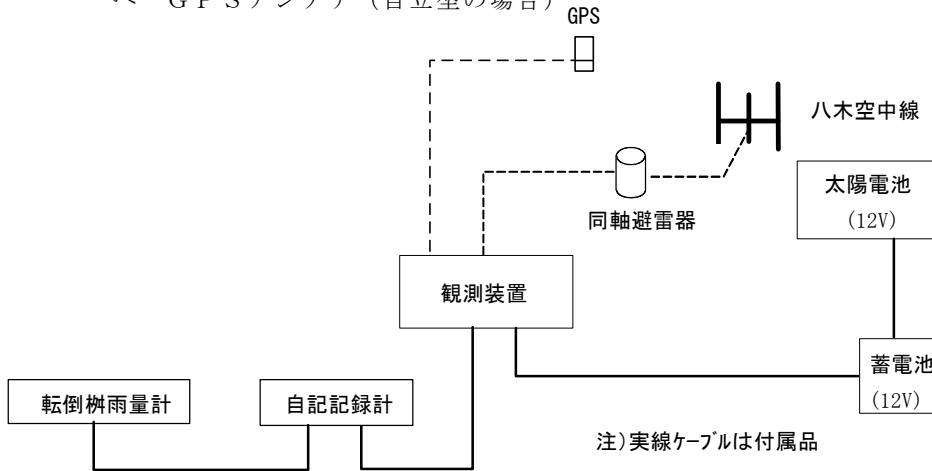 GPSアンテナ（自立型の場合）
GPS
八木空中線
太陽電池
(12V)
同軸避雷器
観測装置
蓄電池
(12V)
転倒桝雨量計
自記記録計
注)実線ｹｰﾌﾞﾙは付属品